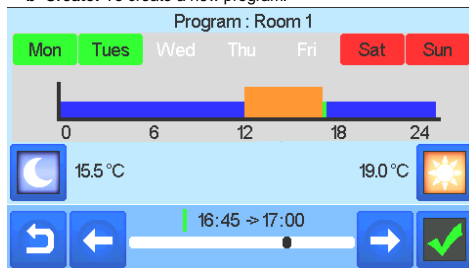 b Create: To create a new program.
Program : Room 1
Mon Tues Wed Thu Fri Sat Sun
0 6 12 18 24
15.5 °C 19.0 °C
16:45 -> 17:00